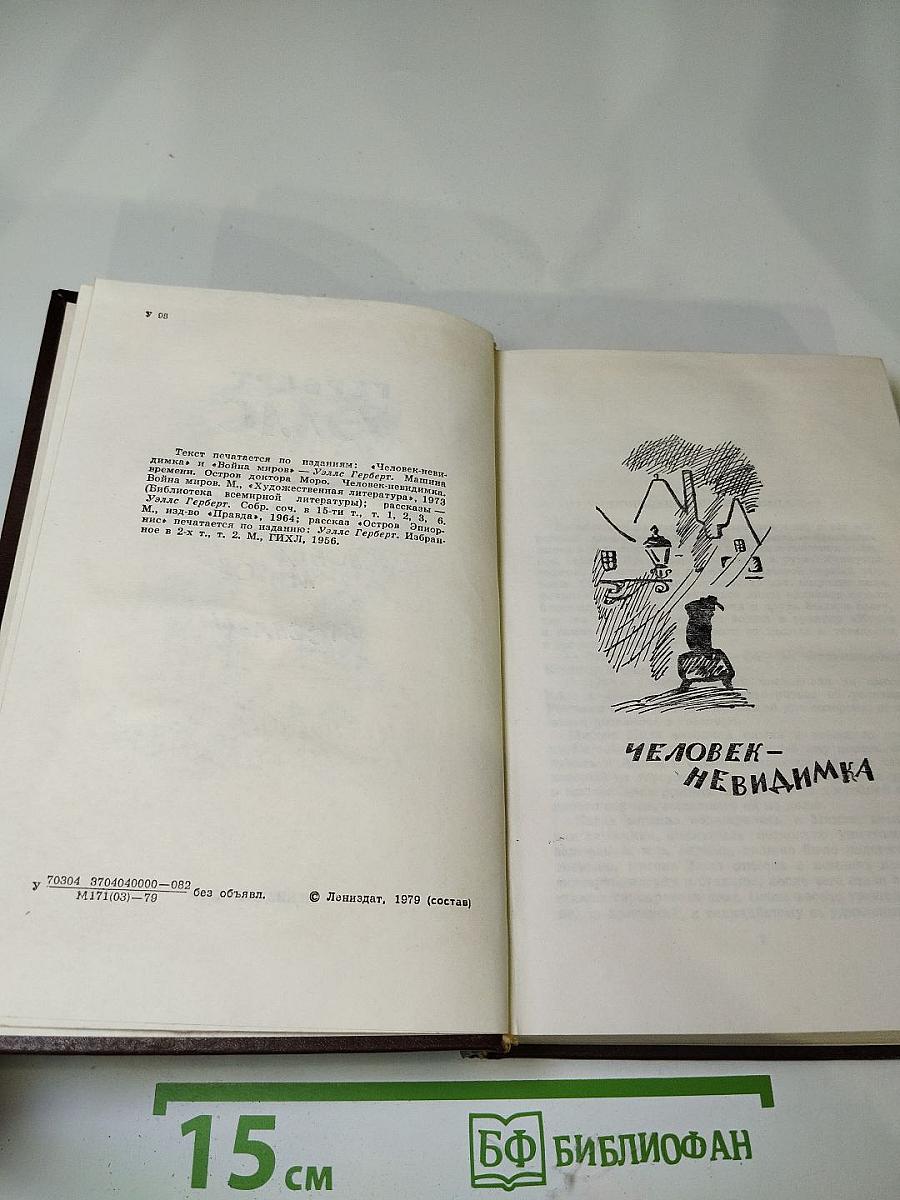 У 08
Текст печатается по изданиям: «Человек-неви-
димка» и «Война миров» — Уэллс Герберт. Машина
времени. Остров доктора Моро. Человек-невидимка.
Война миров. М., «Художественная литература», 1973
(Библиотека всемирной литературы); рассказы —
Уэллс Герберт. Собр. соч. в 15-ти т., т. 1, 2, 3, 6.
М., изд-во «Правда», 1964; рассказ «Остров Эпиор-
нис» печатается по изданию: Уэллс Герберт. Избран-
ное в 2-х т., т. 2. М., ГИХЛ, 1956.
У 70304 3704040000—082
М171(03)—79
без объявл.
© Лениздат, 1979 (состав)
ЧЕЛОВЕК-
НЕВИДИМКА
15 см
БФ БИБЛИОФАН